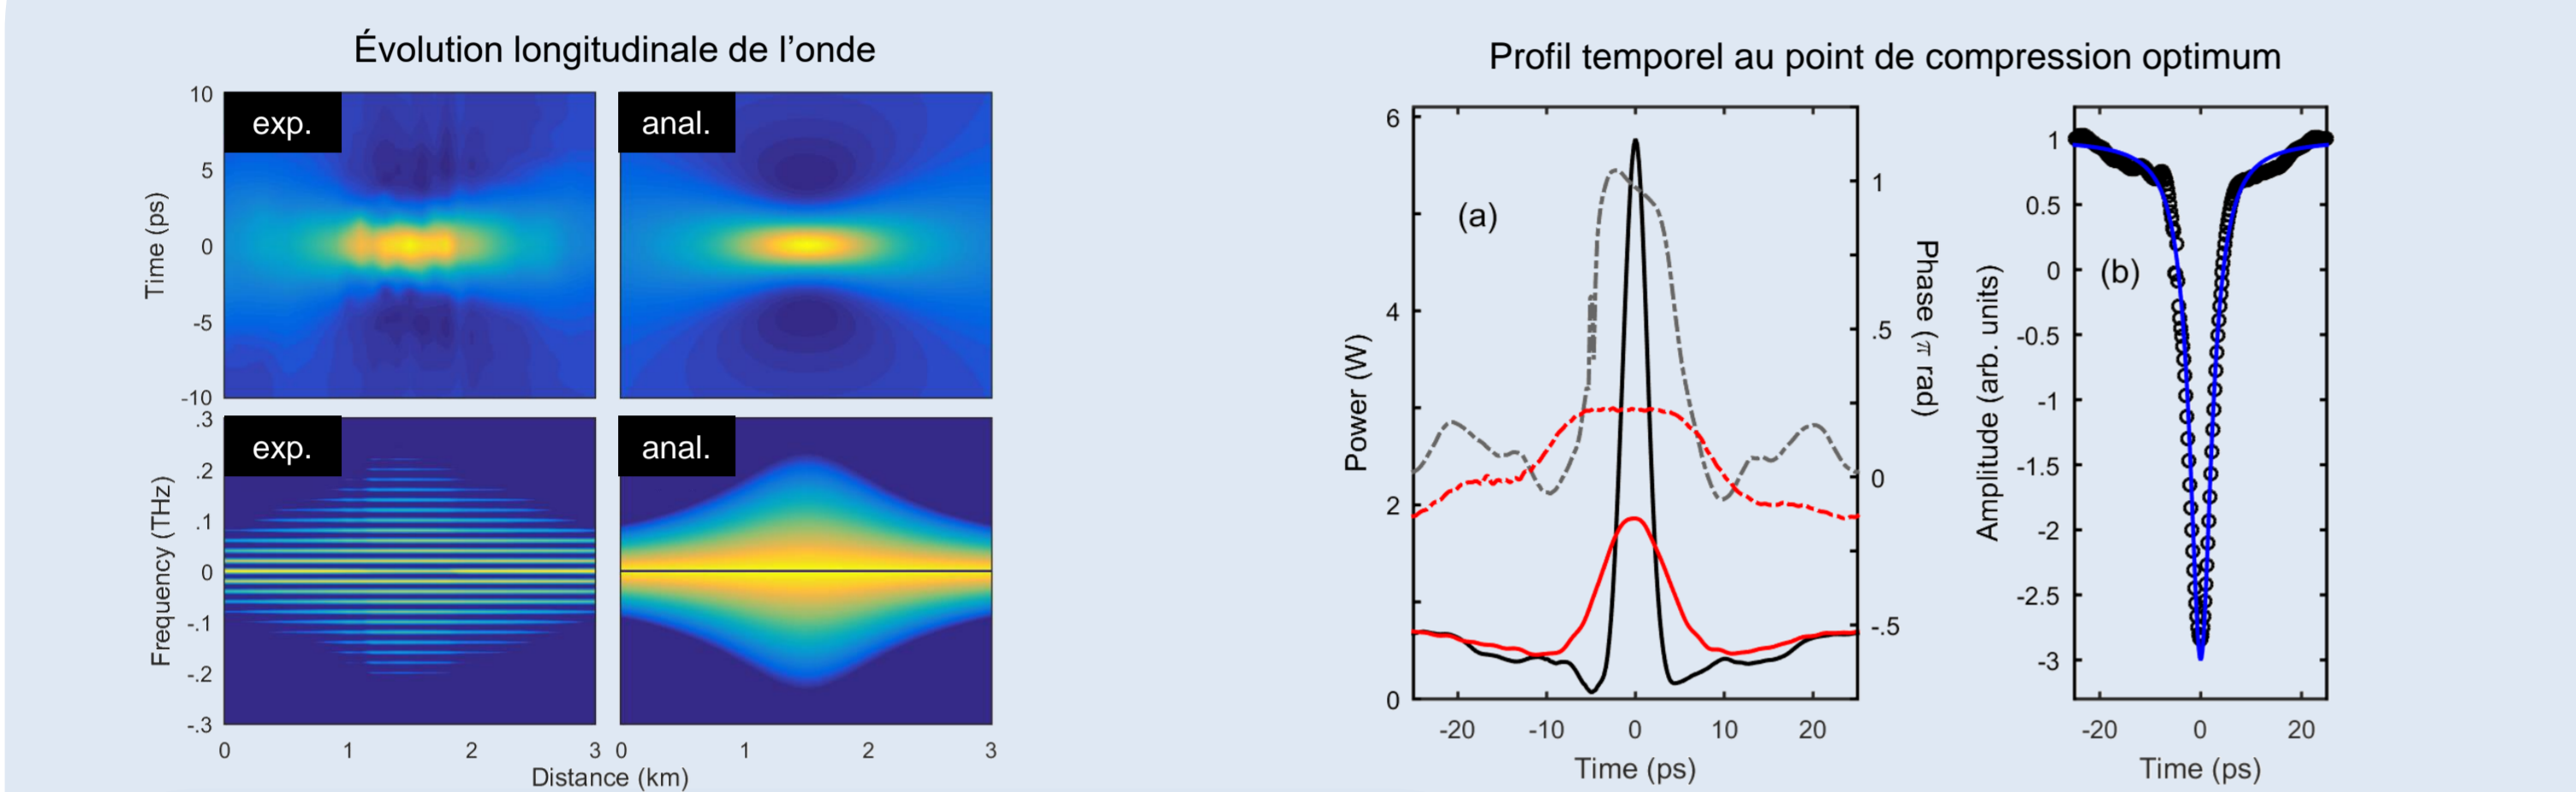 Évolution longitudinale de l’onde
exp.
anal.
10
5
0
-5
-10
Time (ps)
exp.
anal.
.3
.2
.1
0
-.1
-.2
-.3
Frequency (THz)
0
1
2
3
0
1
2
3
Distance (km)
Profil temporel au point de compression optimum
(a)
6
4
2
0
Power (W)
1
.5
0
-.5
Phase (π rad)
-20
-10
0
10
20
Time (ps)
(b)
1
0.5
0
-0.5
-1
-1.5
-2
-2.5
-3
Amplitude (arb. units)
-20
0
20
Time (ps)